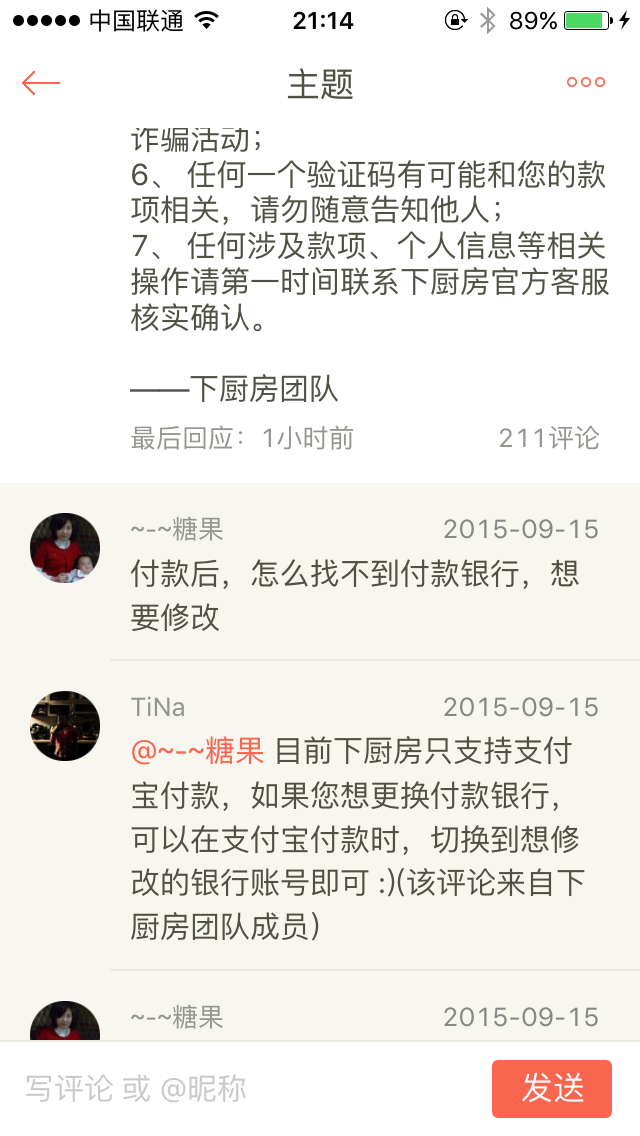 中国联通 21:14 89%
主题
诈骗活动；
6、 任何一个验证码有可能和您的款
项相关，请勿随意告知他人；
7、 任何涉及款项、个人信息等相关
操作请第一时间联系下厨房官方客服
核实确认。
——下厨房团队
最后回应：1小时前 211评论
~-~糖果 2015-09-15
付款后，怎么找不到付款银行，想
要修改
TiNa 2015-09-15
@~-~糖果 目前下厨房只支持支付
宝付款，如果您想更换付款银行，
可以在支付宝付款时，切换到想修
改的银行账号即可 :)(该评论来自下
厨房团队成员)
~-~糖果 2015-09-15
写评论 或 @昵称 发送